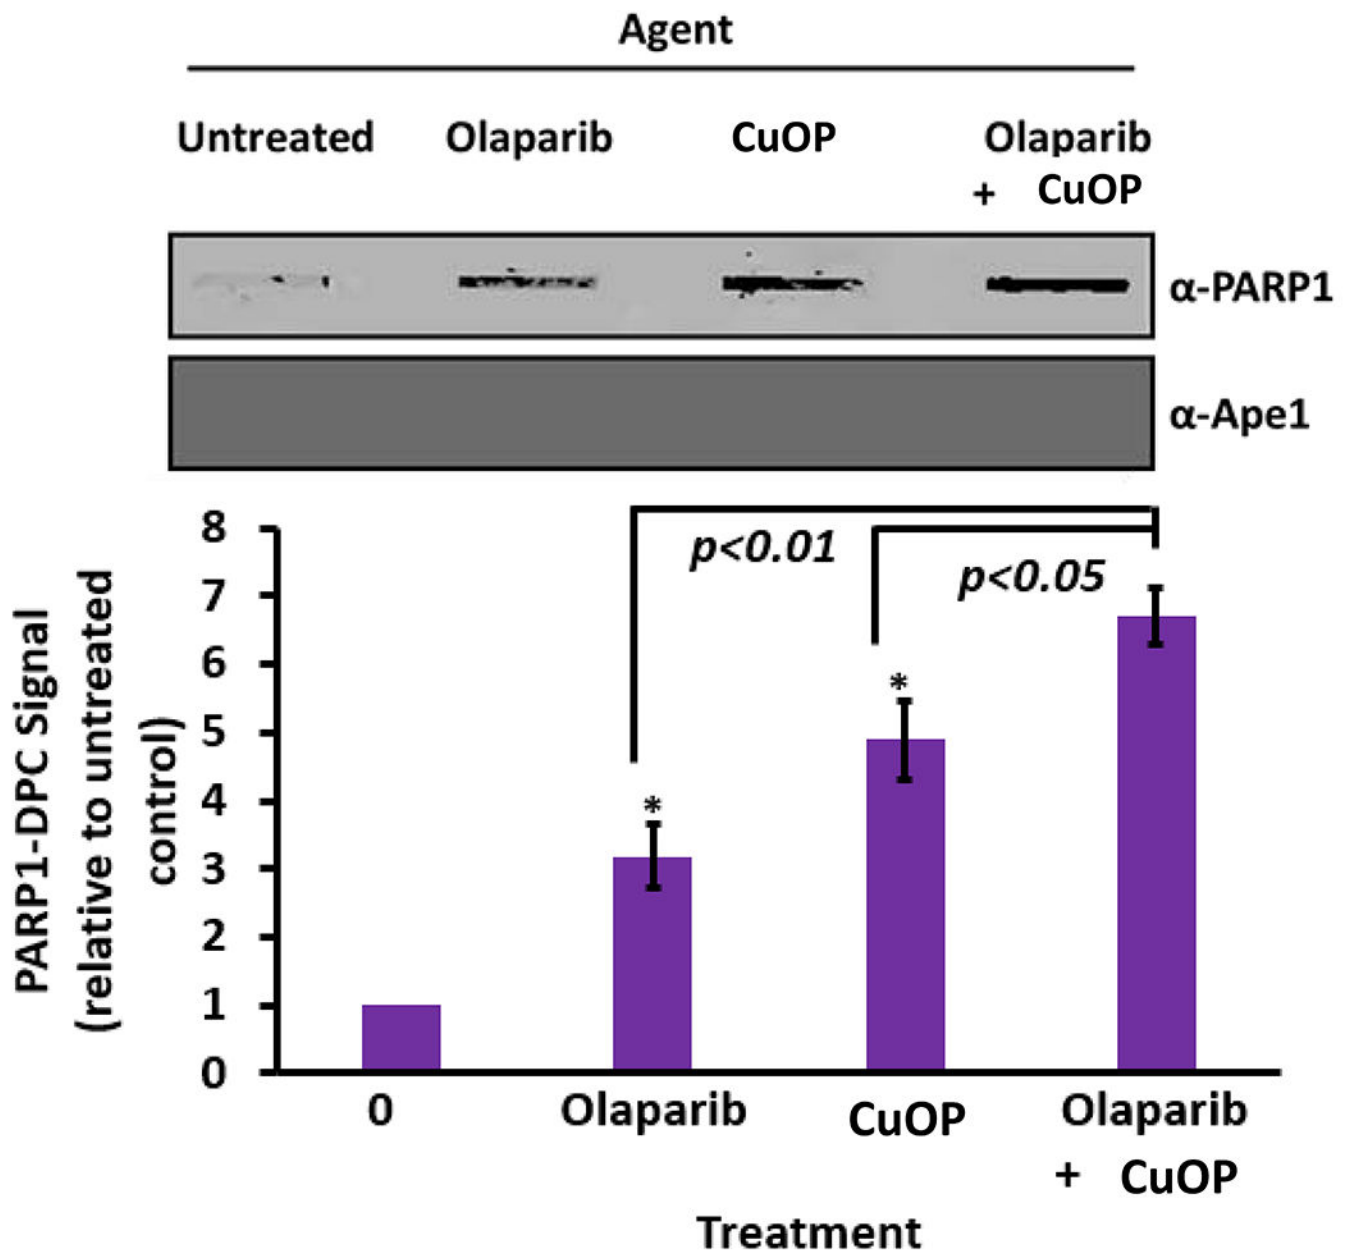 Agent
Untreated Olaparib CuOP Olaparib
+ CuOP
α-PARP1
α-Ape1
PARP1-DPC Signal
(relative to untreated
control)
8
7
6
5
4
3
2
1
0
p<0.01
p<0.05
*
*
0 Olaparib CuOP Olaparib
+ CuOP
Treatment